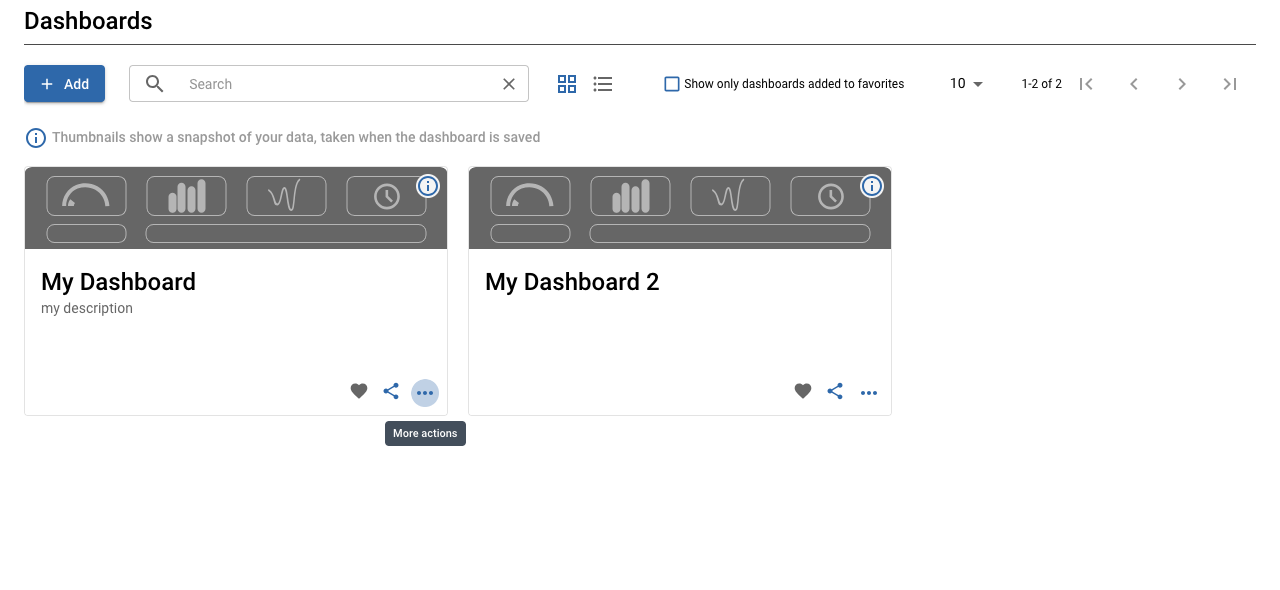 Dashboards
Add
Search
Show only dashboards added to favorites
10
1-2 of 2
Thumbnails show a snapshot of your data, taken when the dashboard is saved
My Dashboard
my description
My Dashboard 2
More actions